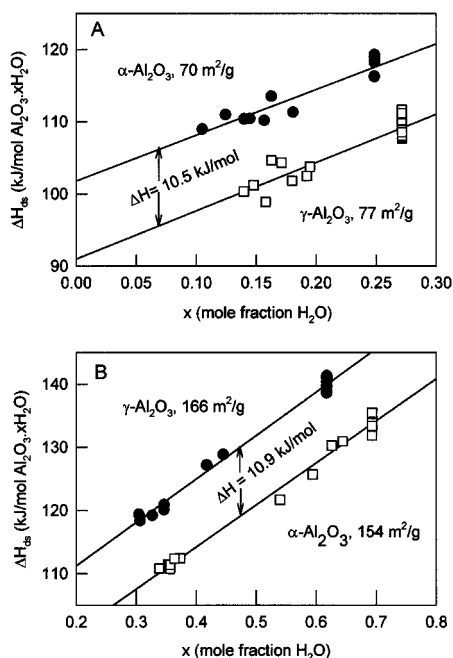 A
α-Al2O3, 70 m²/g
ΔH= 10.5 kJ/mol
γ-Al2O3, 77 m²/g
ΔHds (kJ/mol Al2O3.xH2O)
120
110
100
90
0.00 0.05 0.10 0.15 0.20 0.25 0.30
x (mole fraction H2O)
B
γ-Al2O3, 166 m²/g
ΔH = 10.9 kJ/mol
α-Al2O3, 154 m²/g
ΔHds (kJ/mol Al2O3.xH2O)
140
130
120
110
105
0.2 0.3 0.4 0.5 0.6 0.7 0.8
x (mole fraction H2O)